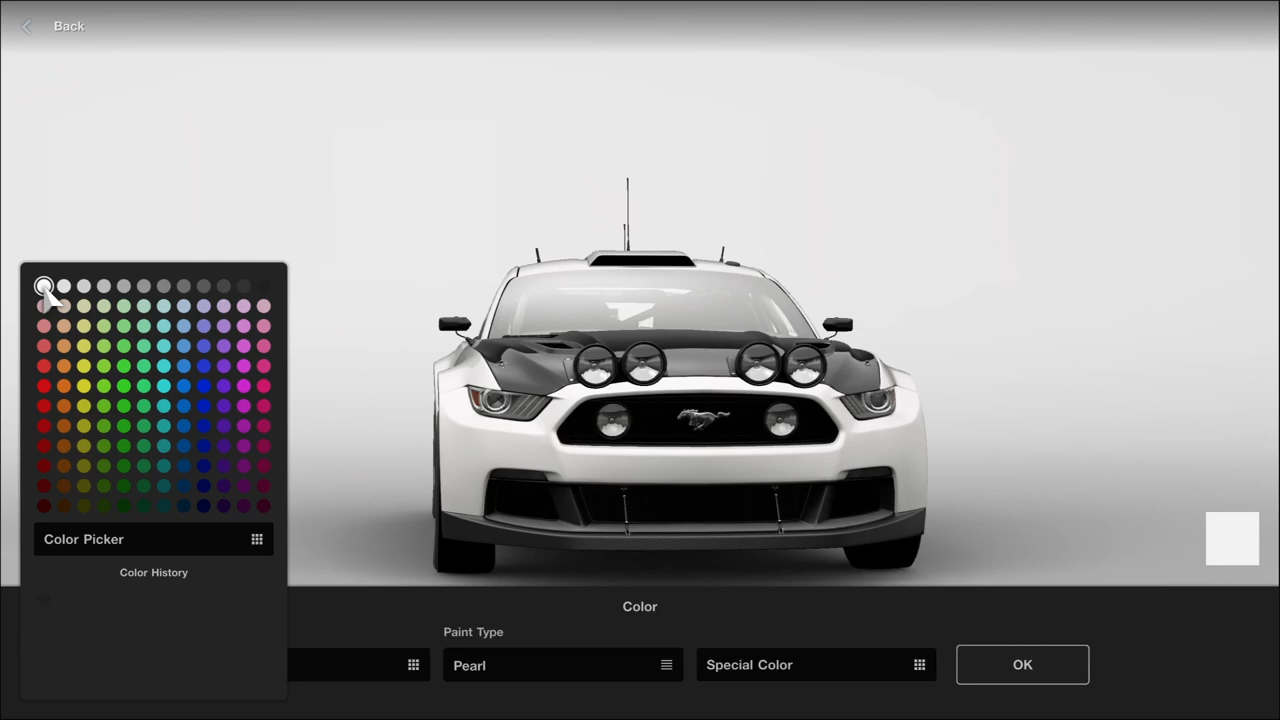 Back
Color Picker
Color History
Color
Paint Type
Pearl
Special Color
OK